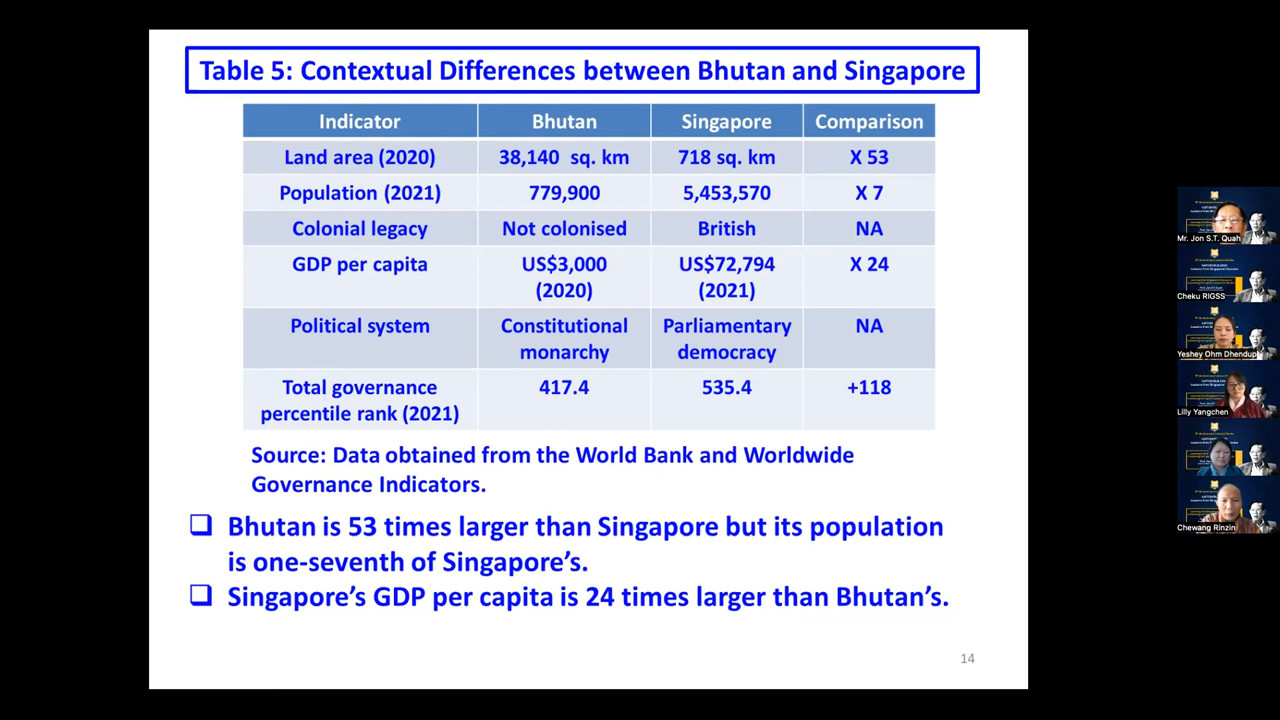 Table 5: Contextual Differences between Bhutan and Singapore
Indicator Bhutan Singapore Comparison
Land area (2020) 38,140 sq. km 718 sq. km X 53
Population (2021) 779,900 5,453,570 X 7
Colonial legacy Not colonised British NA
GDP per capita US$3,000 US$72,794 X 24
(2020) (2021)
Political system Constitutional Parliamentary NA
monarchy democracy
Total governance 417.4 535.4 +118
percentile rank (2021)
Source: Data obtained from the World Bank and Worldwide
Governance Indicators.
Bhutan is 53 times larger than Singapore but its population
is one-seventh of Singapore’s.
Singapore’s GDP per capita is 24 times larger than Bhutan’s.
14
Mr. Jon S.T. Quah
Cheku RIGSS
Yeshey Ohm Dhendup
Lilly Yangchen
Chewang Rinzin